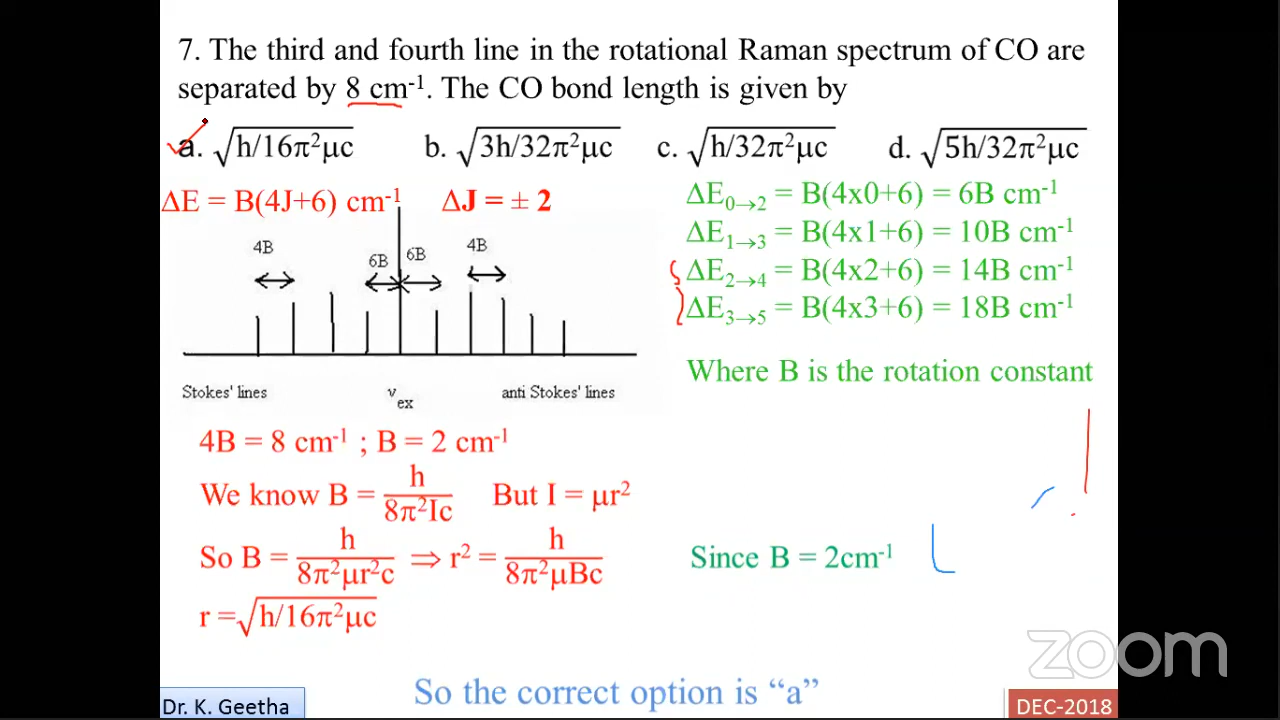 7. The third and fourth line in the rotational Raman spectrum of CO are
separated by 8 cm⁻¹. The CO bond length is given by
a. √h/16π²μc b. √3h/32π²μc c. √h/32π²μc d. √5h/32π²μc
ΔE = B(4J+6) cm⁻¹ ΔJ = ± 2
4B 6B 6B 4B
Stokes' lines ν ex anti Stokes' lines
ΔE₀→₂ = B(4x0+6) = 6B cm⁻¹
ΔE₁→₃ = B(4x1+6) = 10B cm⁻¹
ΔE₂→₄ = B(4x2+6) = 14B cm⁻¹
ΔE₃→₅ = B(4x3+6) = 18B cm⁻¹
Where B is the rotation constant
4B = 8 cm⁻¹ ; B = 2 cm⁻¹
We know B = h/8π²Ic But I = μr²
So B = h/8π²μr²c ⇒ r² = h/8π²μBc Since B = 2cm⁻¹
r =√h/16π²μc
So the correct option is “a”
Dr. K. Geetha
DEC-2018
zoom